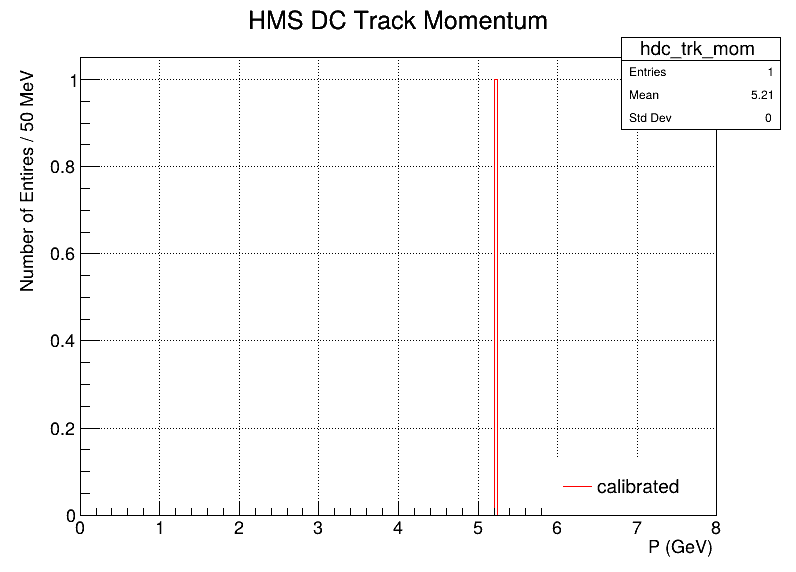 HMS DC Track Momentum
hdc_trk_mom
Entries 1
Mean 5.21
Std Dev 0
Number of Entires / 50 MeV
1
0.8
0.6
0.4
0.2
0
calibrated
0 1 2 3 4 5 6 7 8
P (GeV)